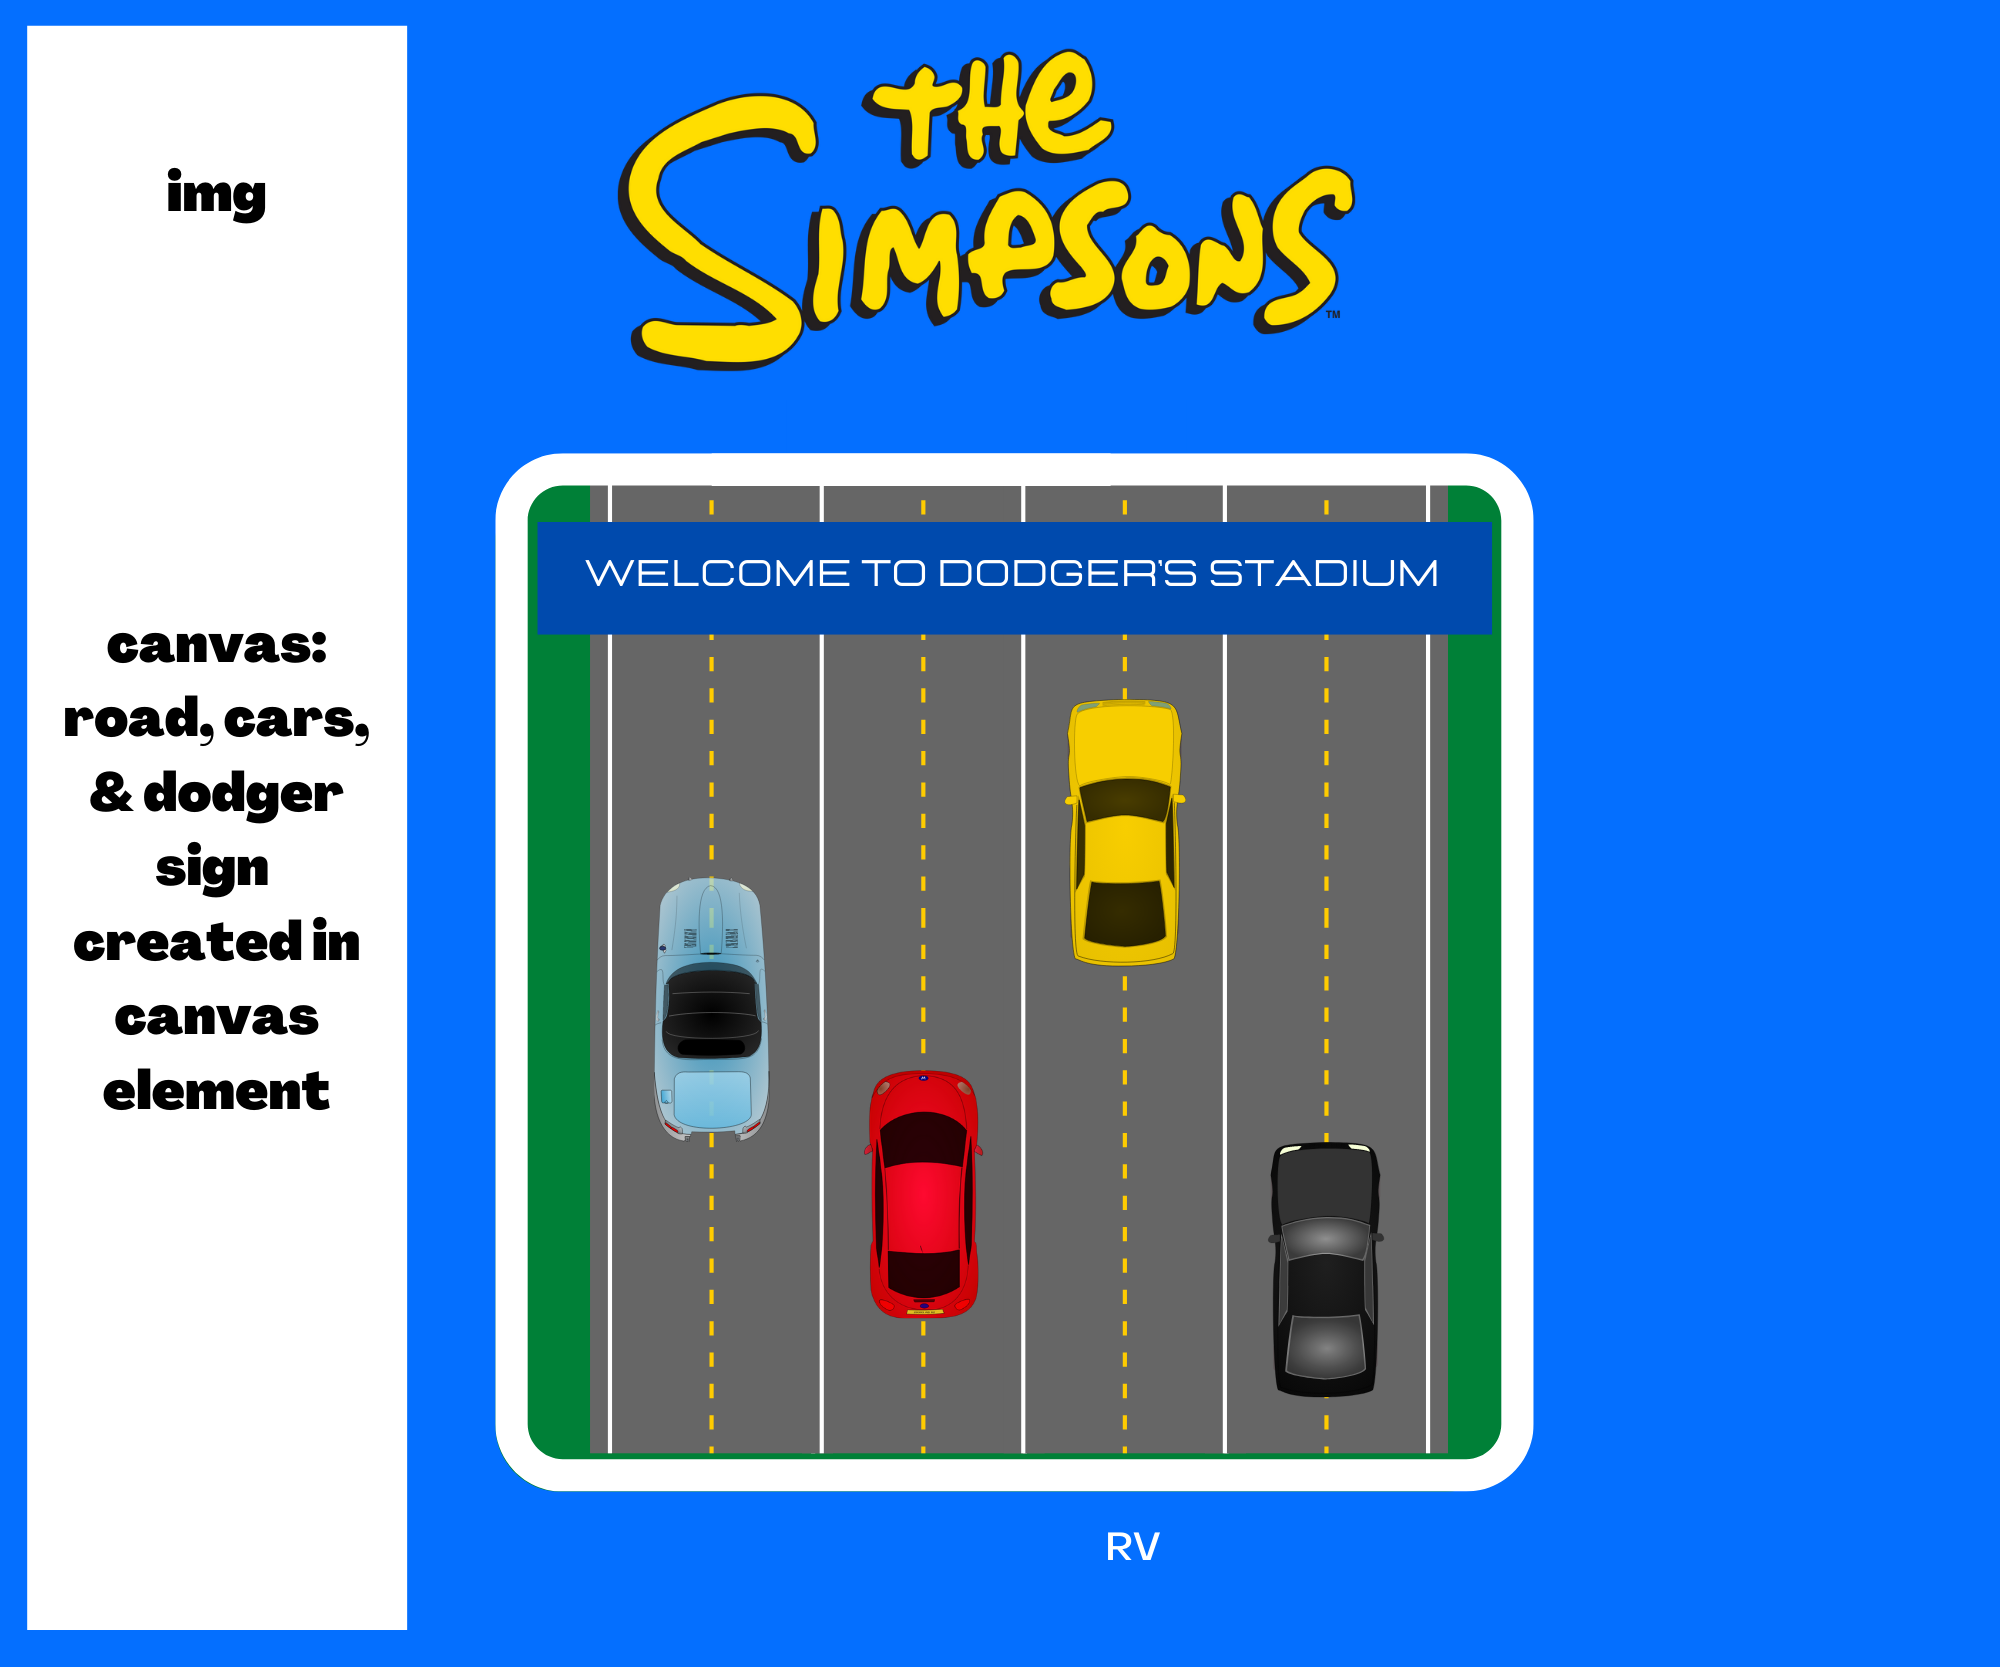 img
canvas:
road, cars,
& dodger
sign
created in
canvas
element
THE
SIMPSONS
TM
WELCOME TO DODGER'S STADIUM
RV